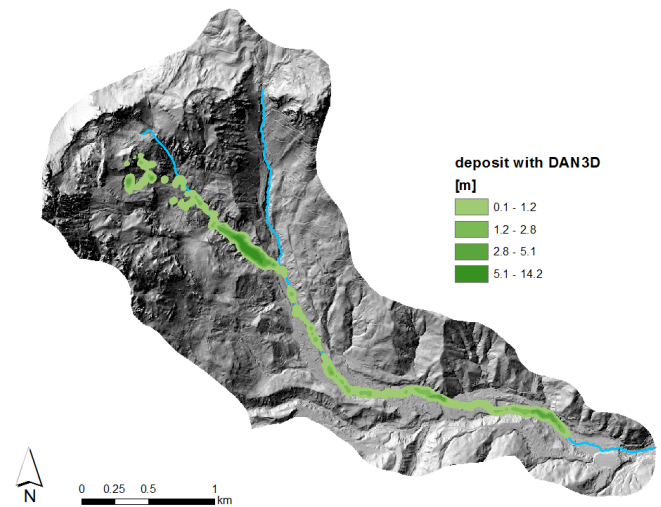 deposit with DAN3D
[m]
0.1 - 1.2
1.2 - 2.8
2.8 - 5.1
5.1 - 14.2
N
0 0.25 0.5 1
km